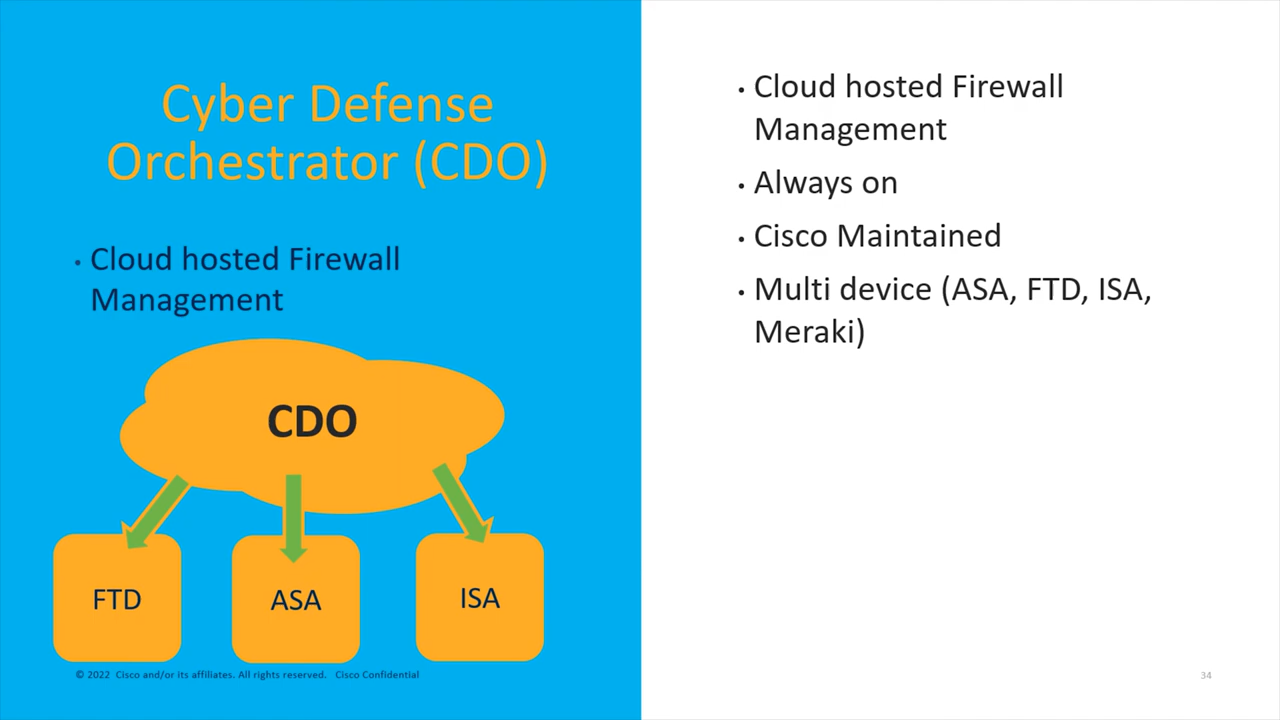 Cyber Defense
Orchestrator (CDO)
• Cloud hosted Firewall
Management
CDO
FTD
ASA
ISA
© 2022 Cisco and/or its affiliates. All rights reserved. Cisco Confidential
• Cloud hosted Firewall
Management
• Always on
• Cisco Maintained
• Multi device (ASA, FTD, ISA,
Meraki)
34